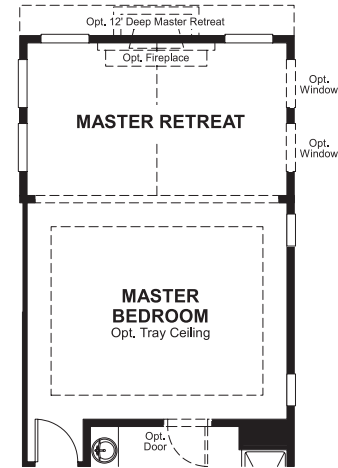 Opt. 12' Deep Master Retreat
Opt. Fireplace
Opt.
Window
MASTER RETREAT
Opt.
Window
MASTER
BEDROOM
Opt. Tray Ceiling
Opt.
Door